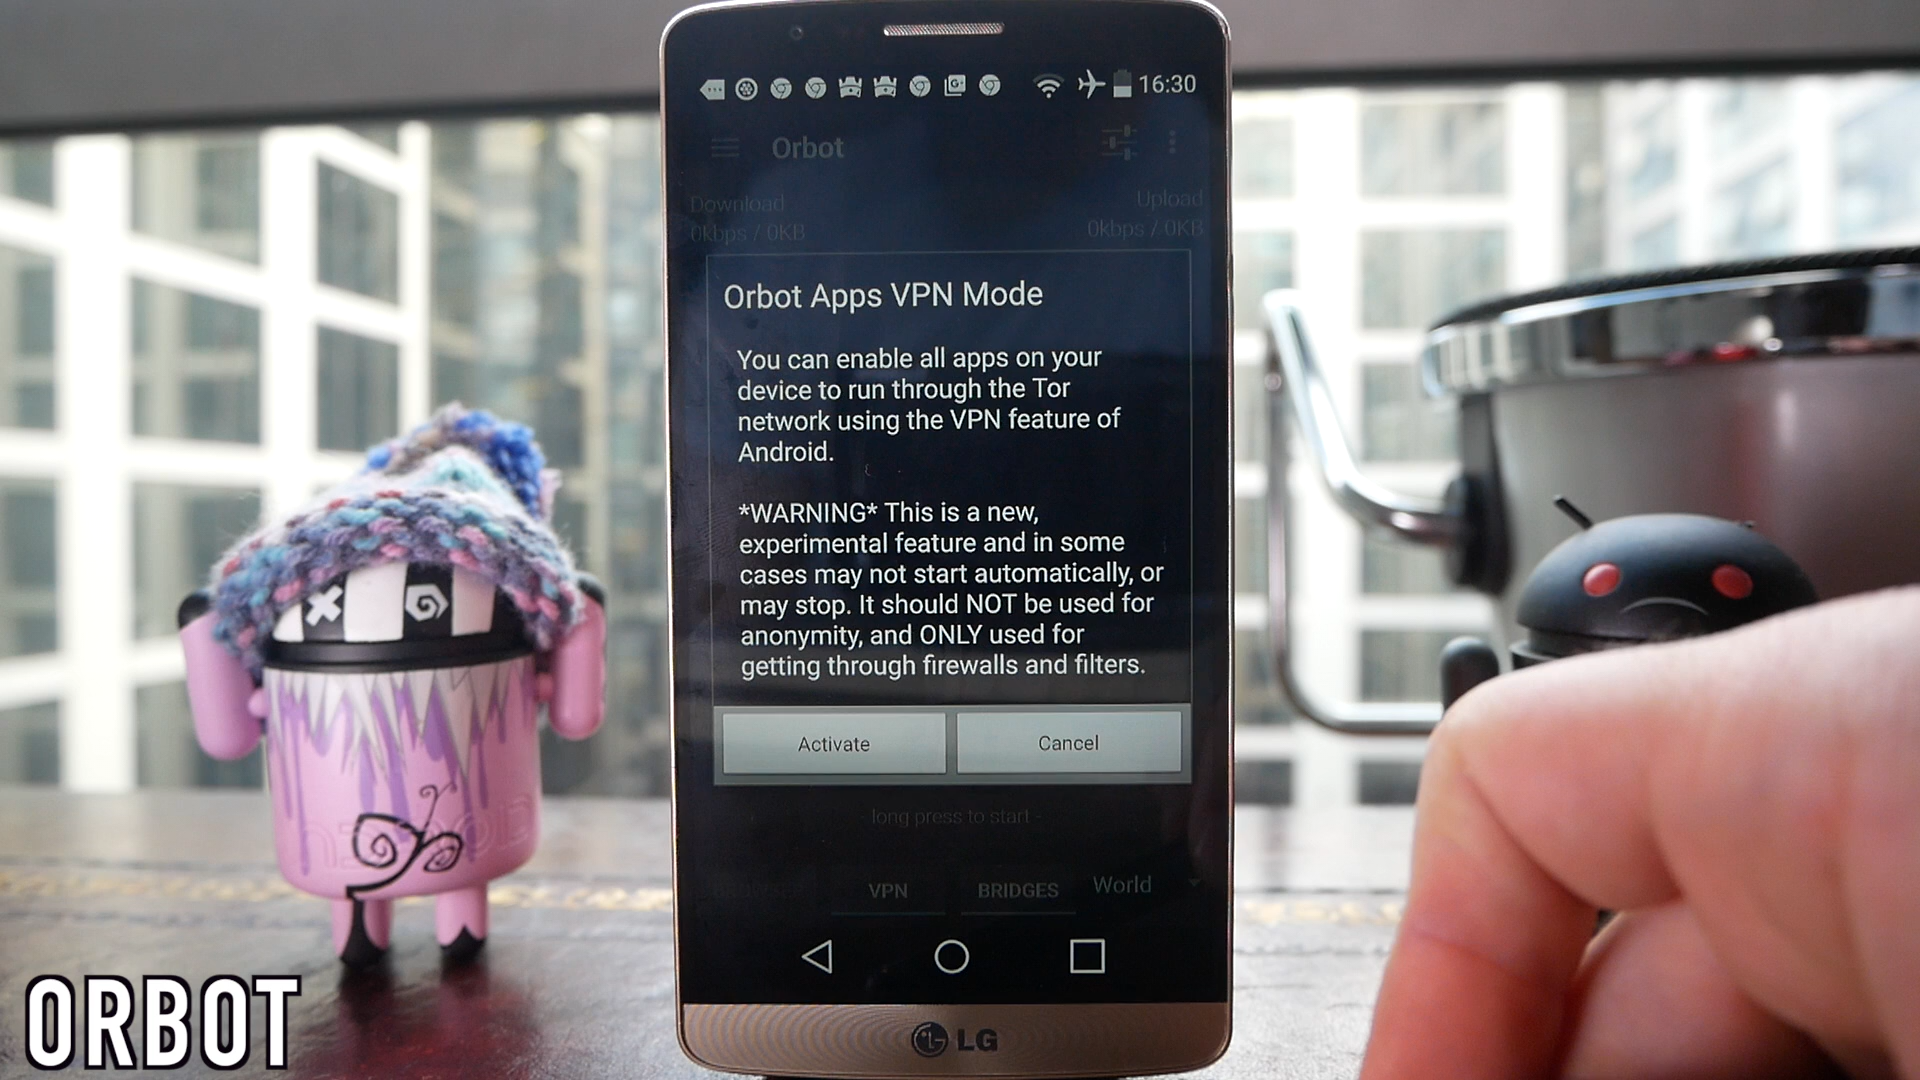 16:30
Orbot
Download
Upload
0kbps / 0KB
0kbps / 0KB
Orbot Apps VPN Mode
You can enable all apps on your
device to run through the Tor
network using the VPN feature of
Android.
*WARNING* This is a new,
experimental feature and in some
cases may not start automatically, or
may stop. It should NOT be used for
anonymity, and ONLY used for
getting through firewalls and filters.
Activate
Cancel
- long press to start -
VPN
BRIDGES
World
LG
ORBOT